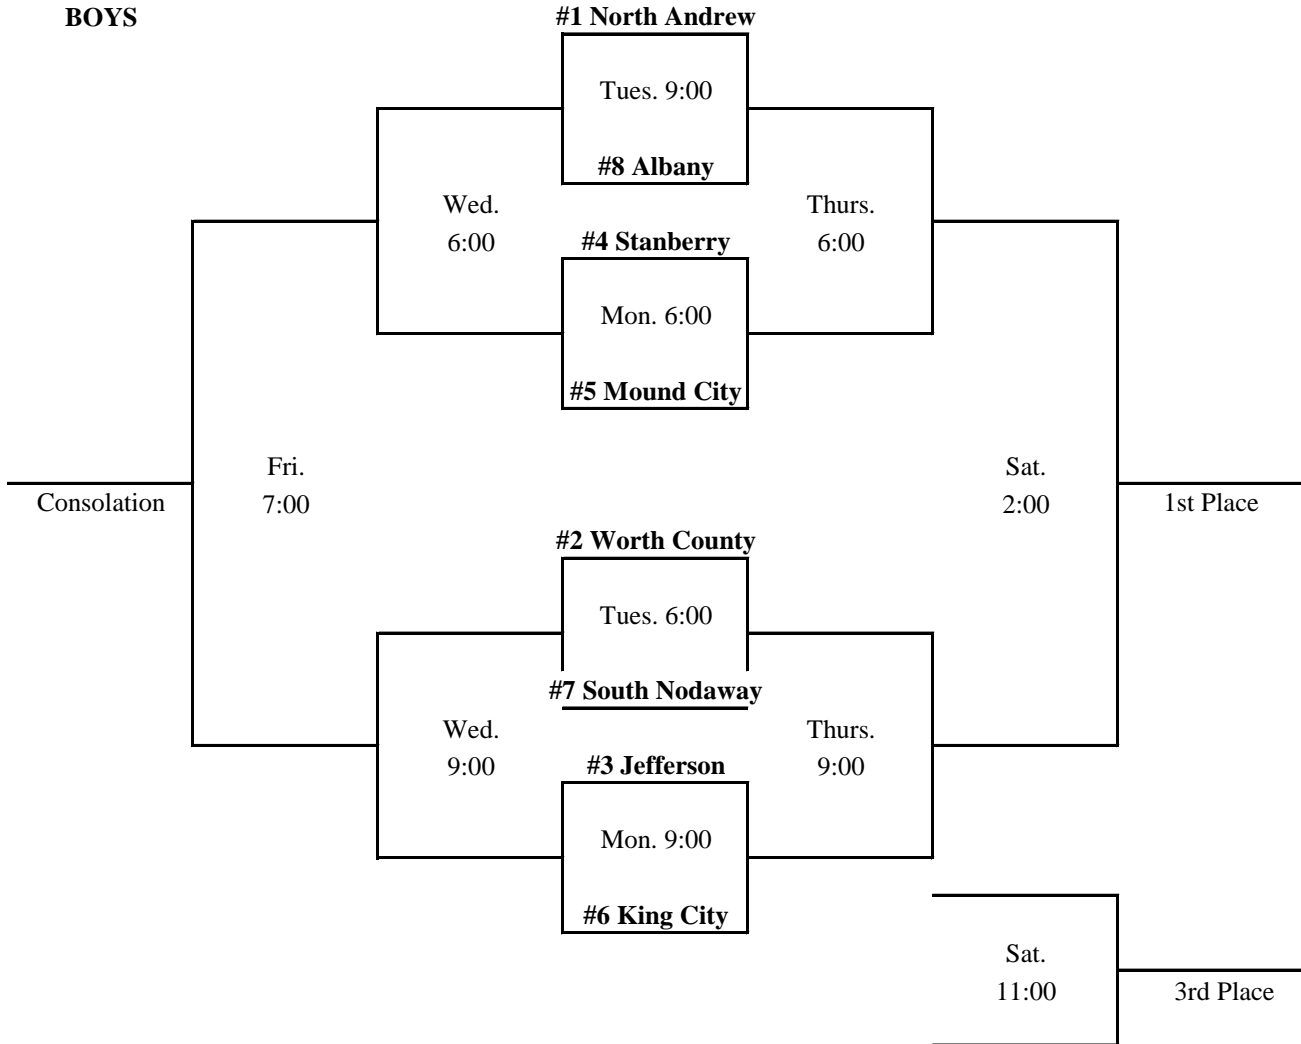 BOYS
#1 North Andrew
Tues. 9:00
#8 Albany
Wed.
6:00
Thurs.
6:00
#4 Stanberry
Mon. 6:00
#5 Mound City
Fri.
7:00
Consolation
Sat.
2:00
1st Place
#2 Worth County
Tues. 6:00
#7 South Nodaway
Wed.
9:00
Thurs.
9:00
#3 Jefferson
Mon. 9:00
#6 King City
Sat.
11:00
3rd Place